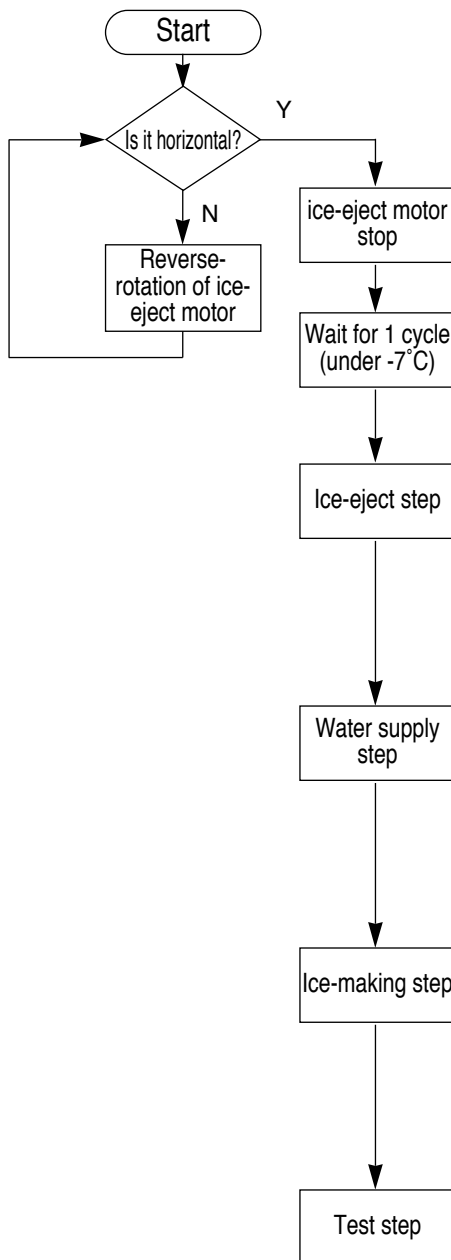 Start
Is it horizontal?
Y
N
Reverse-
rotation of ice-
eject motor
ice-eject motor
stop
Wait for 1 cycle
(under -7˚C)
Ice-eject step
Water supply
step
Ice-making step
Test step